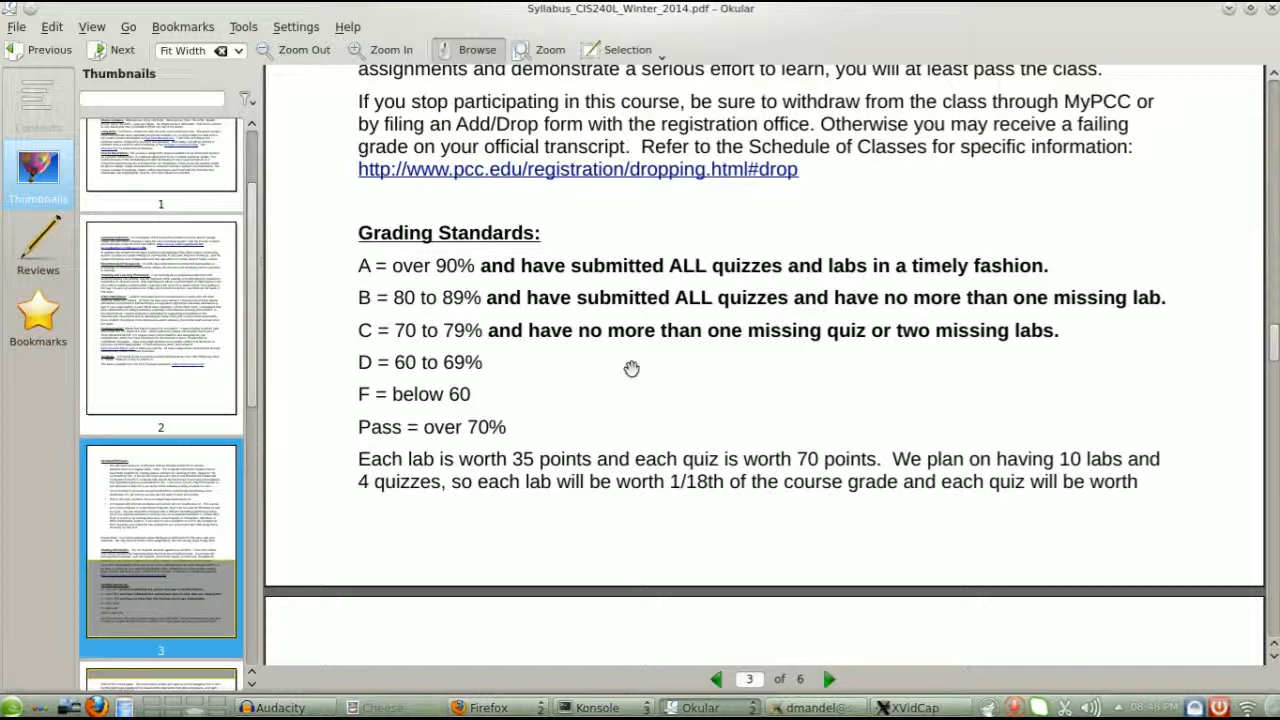 Syllabus_CIS240L_Winter_2014.pdf – Okular
File Edit View Go Bookmarks Tools Settings Help
Previous Next Fit Width Zoom Out Zoom In Browse Zoom Selection
Thumbnails
Contents
Thumbnails
Reviews
Bookmarks
1
2
3
assignments and demonstrate a serious effort to learn, you will at least pass the class.
If you stop participating in this course, be sure to withdraw from the class through MyPCC or
by filing an Add/Drop form with the registration office. Otherwise you may receive a failing
grade on your official transcript. Refer to the Schedule of Classes for specific information:
http://www.pcc.edu/registration/dropping.html#drop
Grading Standards:
A = over 90% and have submitted ALL quizzes and labs in a timely fashion.
B = 80 to 89% and have submitted ALL quizzes and have no more than one missing lab.
C = 70 to 79% and have no more than one missing quiz or two missing labs.
D = 60 to 69%
F = below 60
Pass = over 70%
Each lab is worth 35 points and each quiz is worth 70 points. We plan on having 10 labs and
4 quizzes, so each lab will be worth 1/18th of the course grade and each quiz will be worth
3 of 6
Audacity Cheese Firefox 2 Konsole 3 Okular 2 dmandel@ XVidCap 08:48 PM